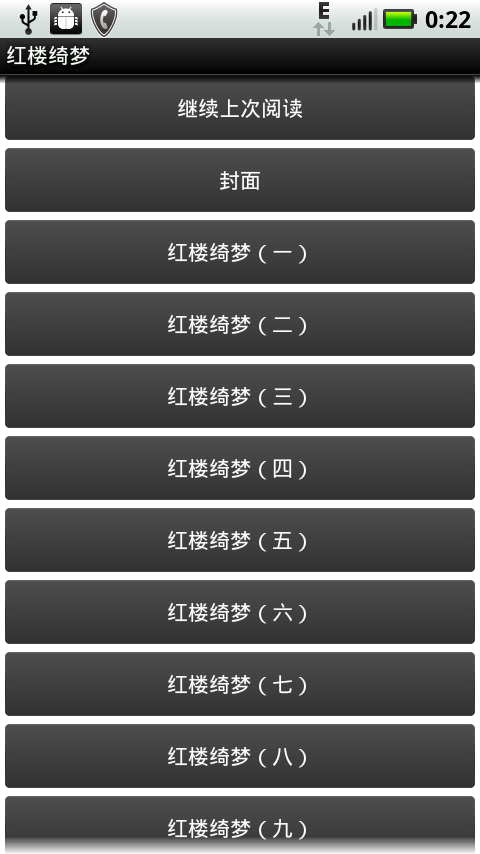 E
0:22
红楼绮梦
继续上次阅读
封面
红楼绮梦（一）
红楼绮梦（二）
红楼绮梦（三）
红楼绮梦（四）
红楼绮梦（五）
红楼绮梦（六）
红楼绮梦（七）
红楼绮梦（八）
红楼绮梦（九）